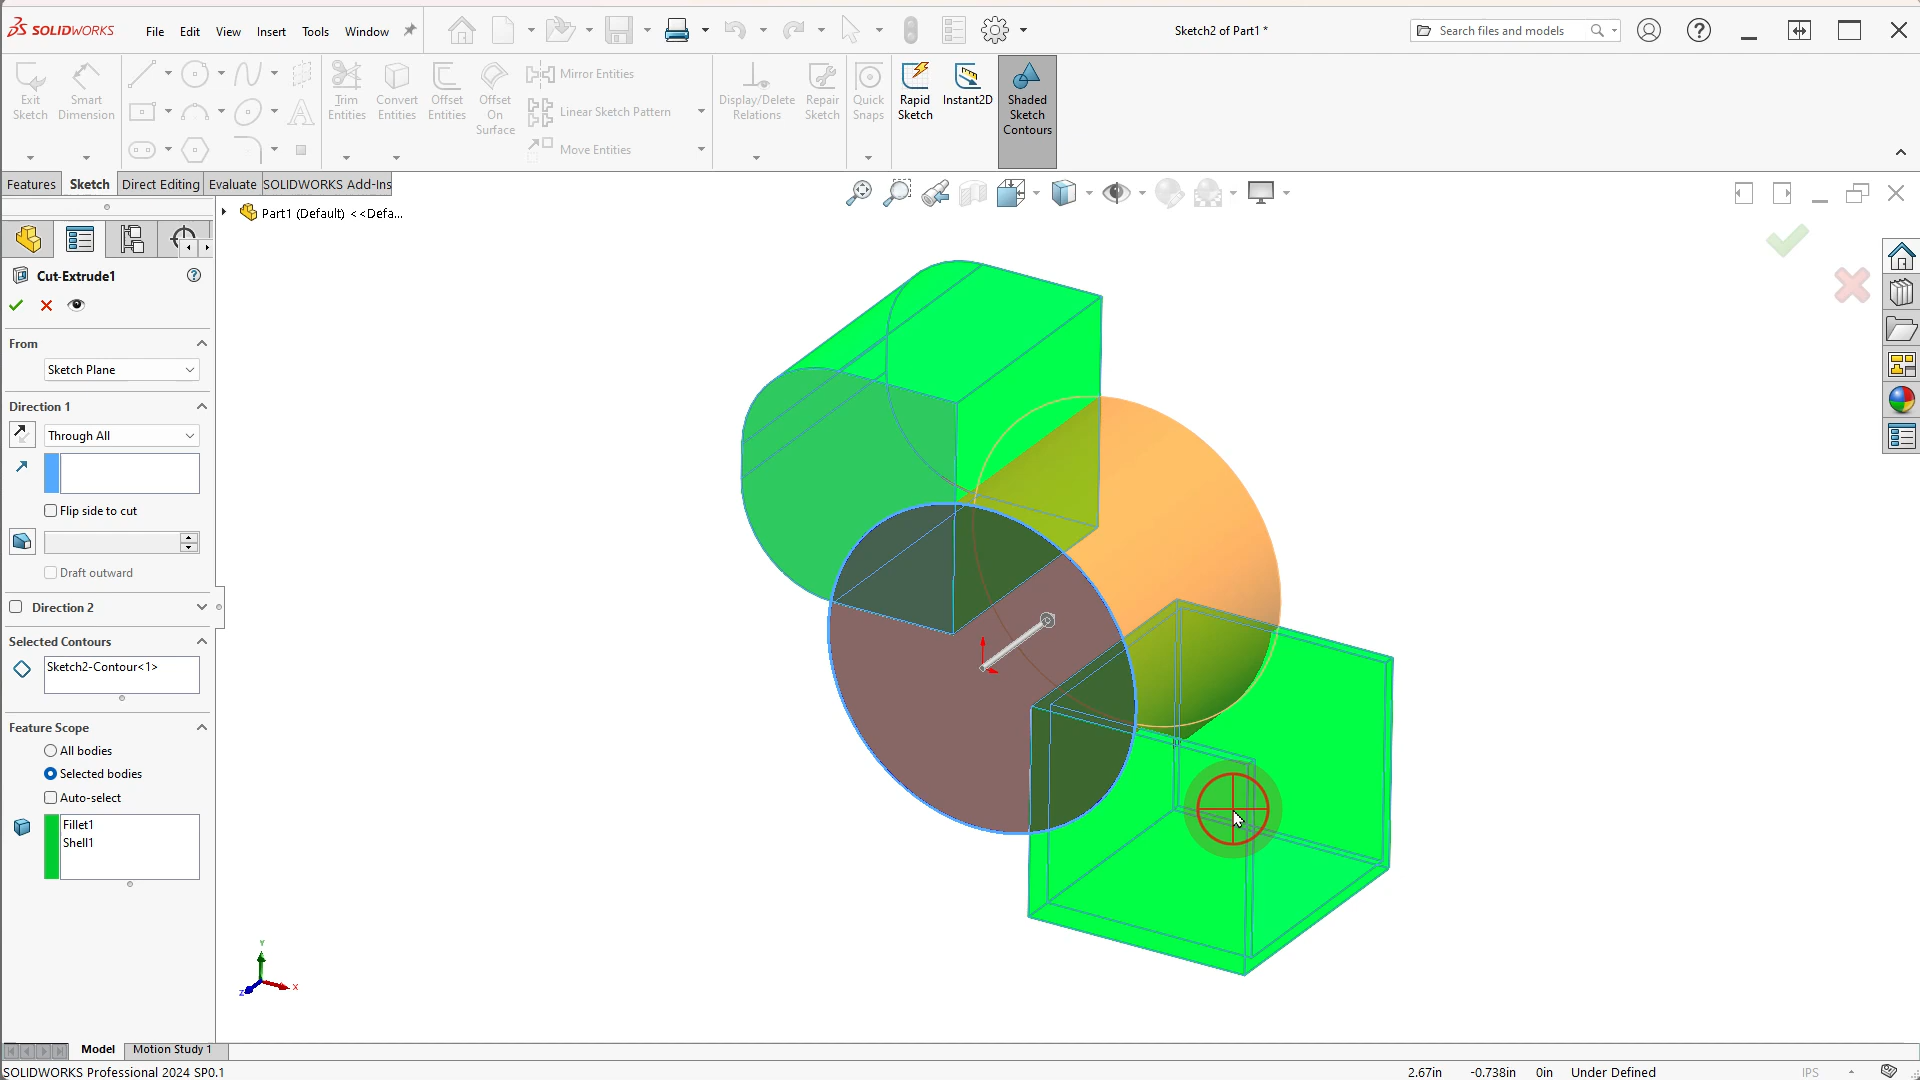 SOLIDWORKS
File Edit View Insert Tools Window
Sketch2 of Part1 *
Search files and models
Exit Sketch
Smart Dimension
Trim Entities
Convert Entities
Offset Entities
Offset On Surface
Mirror Entities
Linear Sketch Pattern
Move Entities
Display/Delete Relations
Repair Sketch
Quick Snaps
Rapid Sketch
Instant2D
Shaded Sketch Contours
Features Sketch Direct Editing Evaluate SOLIDWORKS Add-Ins
Part1 (Default) <<Defa...
Cut-Extrude1
From
Sketch Plane
Direction 1
Through All
Flip side to cut
Draft outward
Direction 2
Selected Contours
Sketch2-Contour<1>
Feature Scope
All bodies
Selected bodies
Auto-select
Fillet1
Shell1
Y
X
Z
Model Motion Study 1
SOLIDWORKS Professional 2024 SP0.1
2.67in -0.738in 0in Under Defined IPS